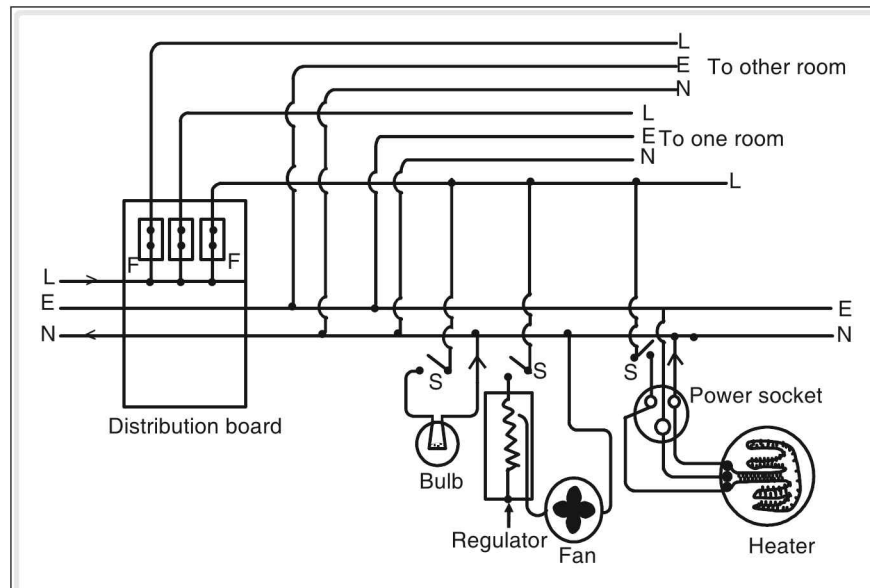 L
E To other room
N
L
E To one room
N
L
F F
L
E E
N N
S S S
Power socket
Distribution board
Bulb
Regulator
Fan
Heater